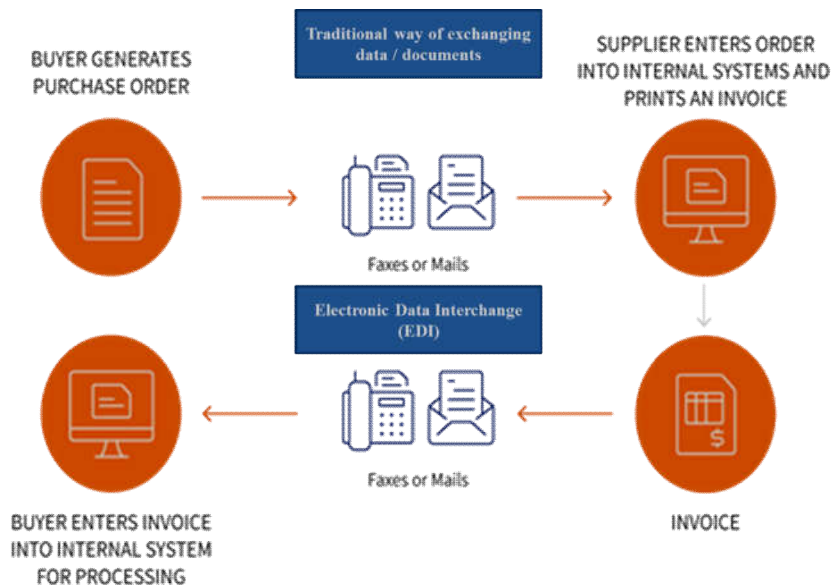 Traditional way of exchanging
data / documents
BUYER GENERATES
PURCHASE ORDER
SUPPLIER ENTERS ORDER
INTO INTERNAL SYSTEMS AND
PRINTS AN INVOICE
Faxes or Mails
Electronic Data Interchange
(EDI)
$
Faxes or Mails
BUYER ENTERS INVOICE
INTO INTERNAL SYSTEM
FOR PROCESSING
INVOICE